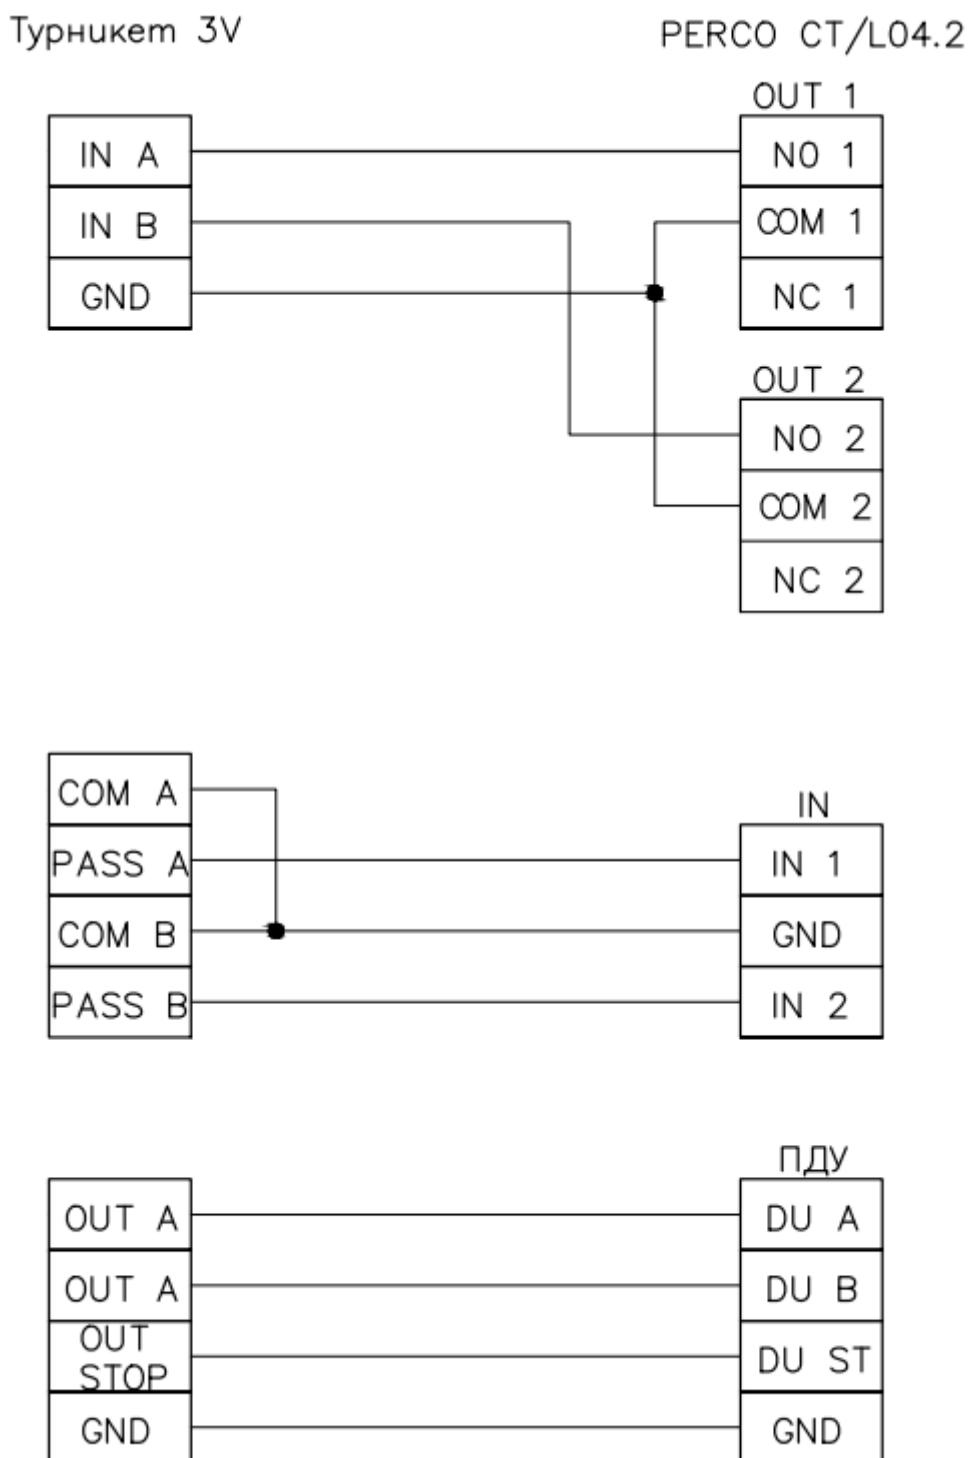 Турникет 3V
PERCO CT/L04.2
OUT 1
IN A
NO 1
IN B
COM 1
GND
NC 1
OUT 2
NO 2
COM 2
NC 2
COM A
IN
PASS A
IN 1
COM B
GND
PASS B
IN 2
ПДУ
OUT A
DU A
OUT A
DU B
OUT
STOP
DU ST
GND
GND